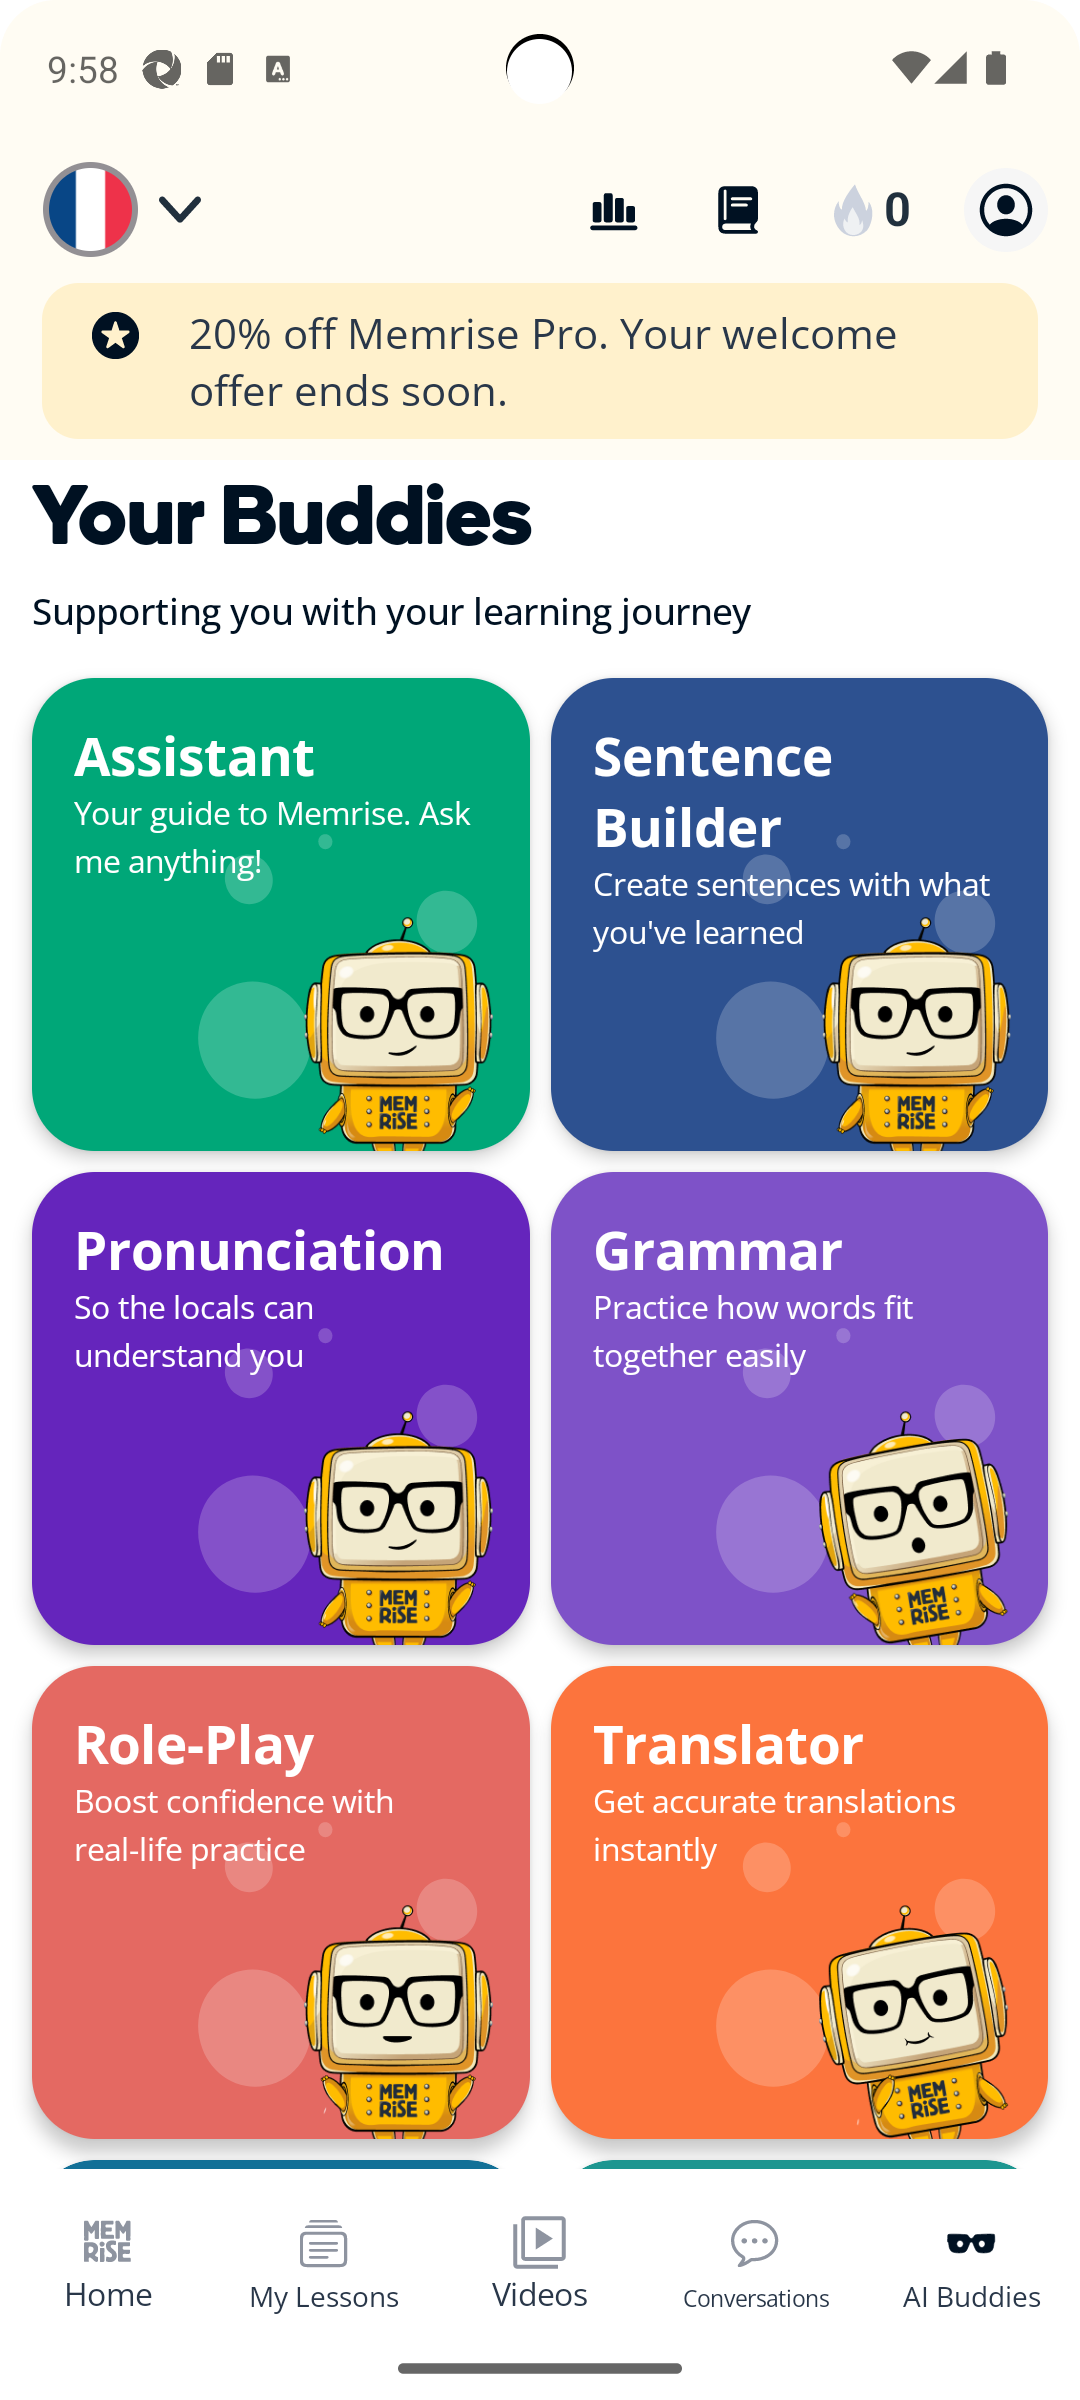 9:58
0
20% off Memrise Pro. Your welcome
offer ends soon.
Your Buddies
Supporting you with your learning journey
Assistant
Your guide to Memrise. Ask
me anything!
MEM
RiSE
Sentence
Builder
Create sentences with what
you've learned
MEM
RiSE
Pronunciation
So the locals can
understand you
MEM
RiSE
Grammar
Practice how words fit
together easily
MEM
RiSE
Role-Play
Boost confidence with
real-life practice
MEM
RiSE
Translator
Get accurate translations
instantly
MEM
RiSE
MEM
RiSE
Home
My Lessons
Videos
Conversations
AI Buddies